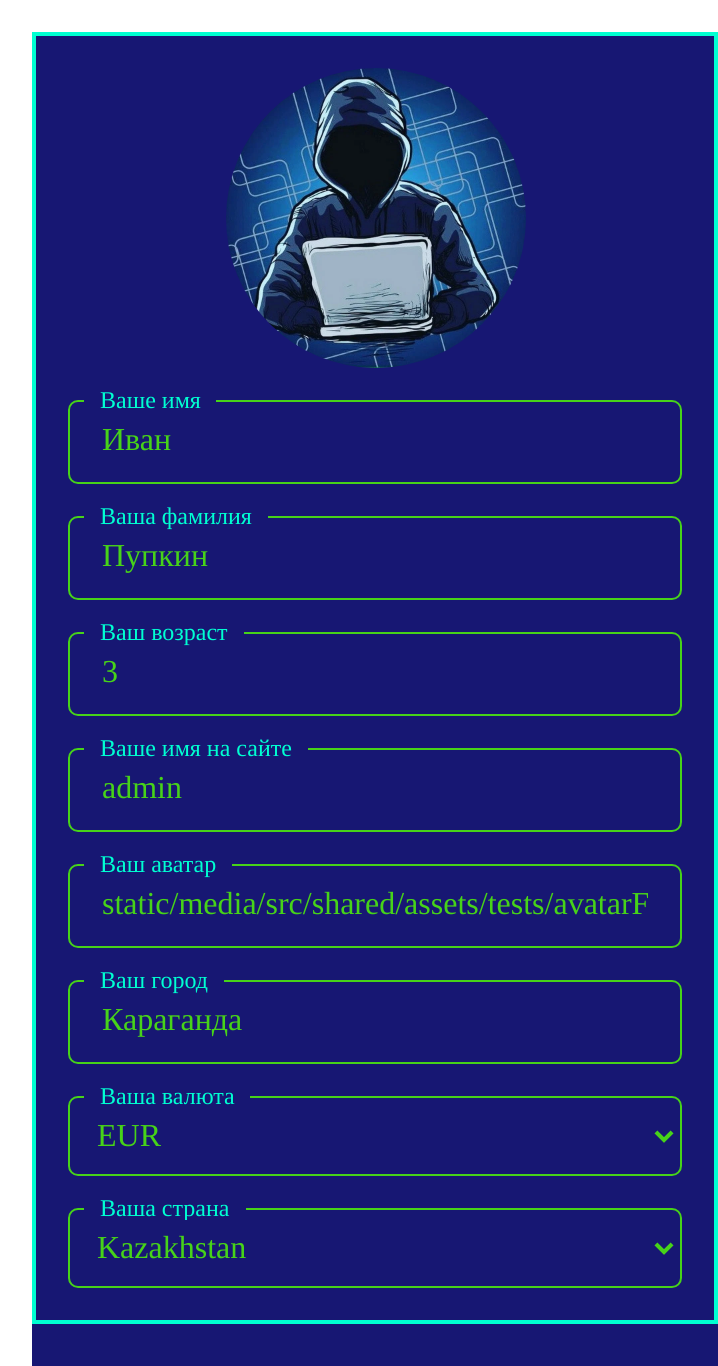 Ваше имя
Иван
Ваша фамилия
Пупкин
Ваш возраст
3
Ваше имя на сайте
admin
Ваш аватар
static/media/src/shared/assets/tests/avatarF
Ваш город
Караганда
Ваша валюта
EUR
Ваша страна
Kazakhstan